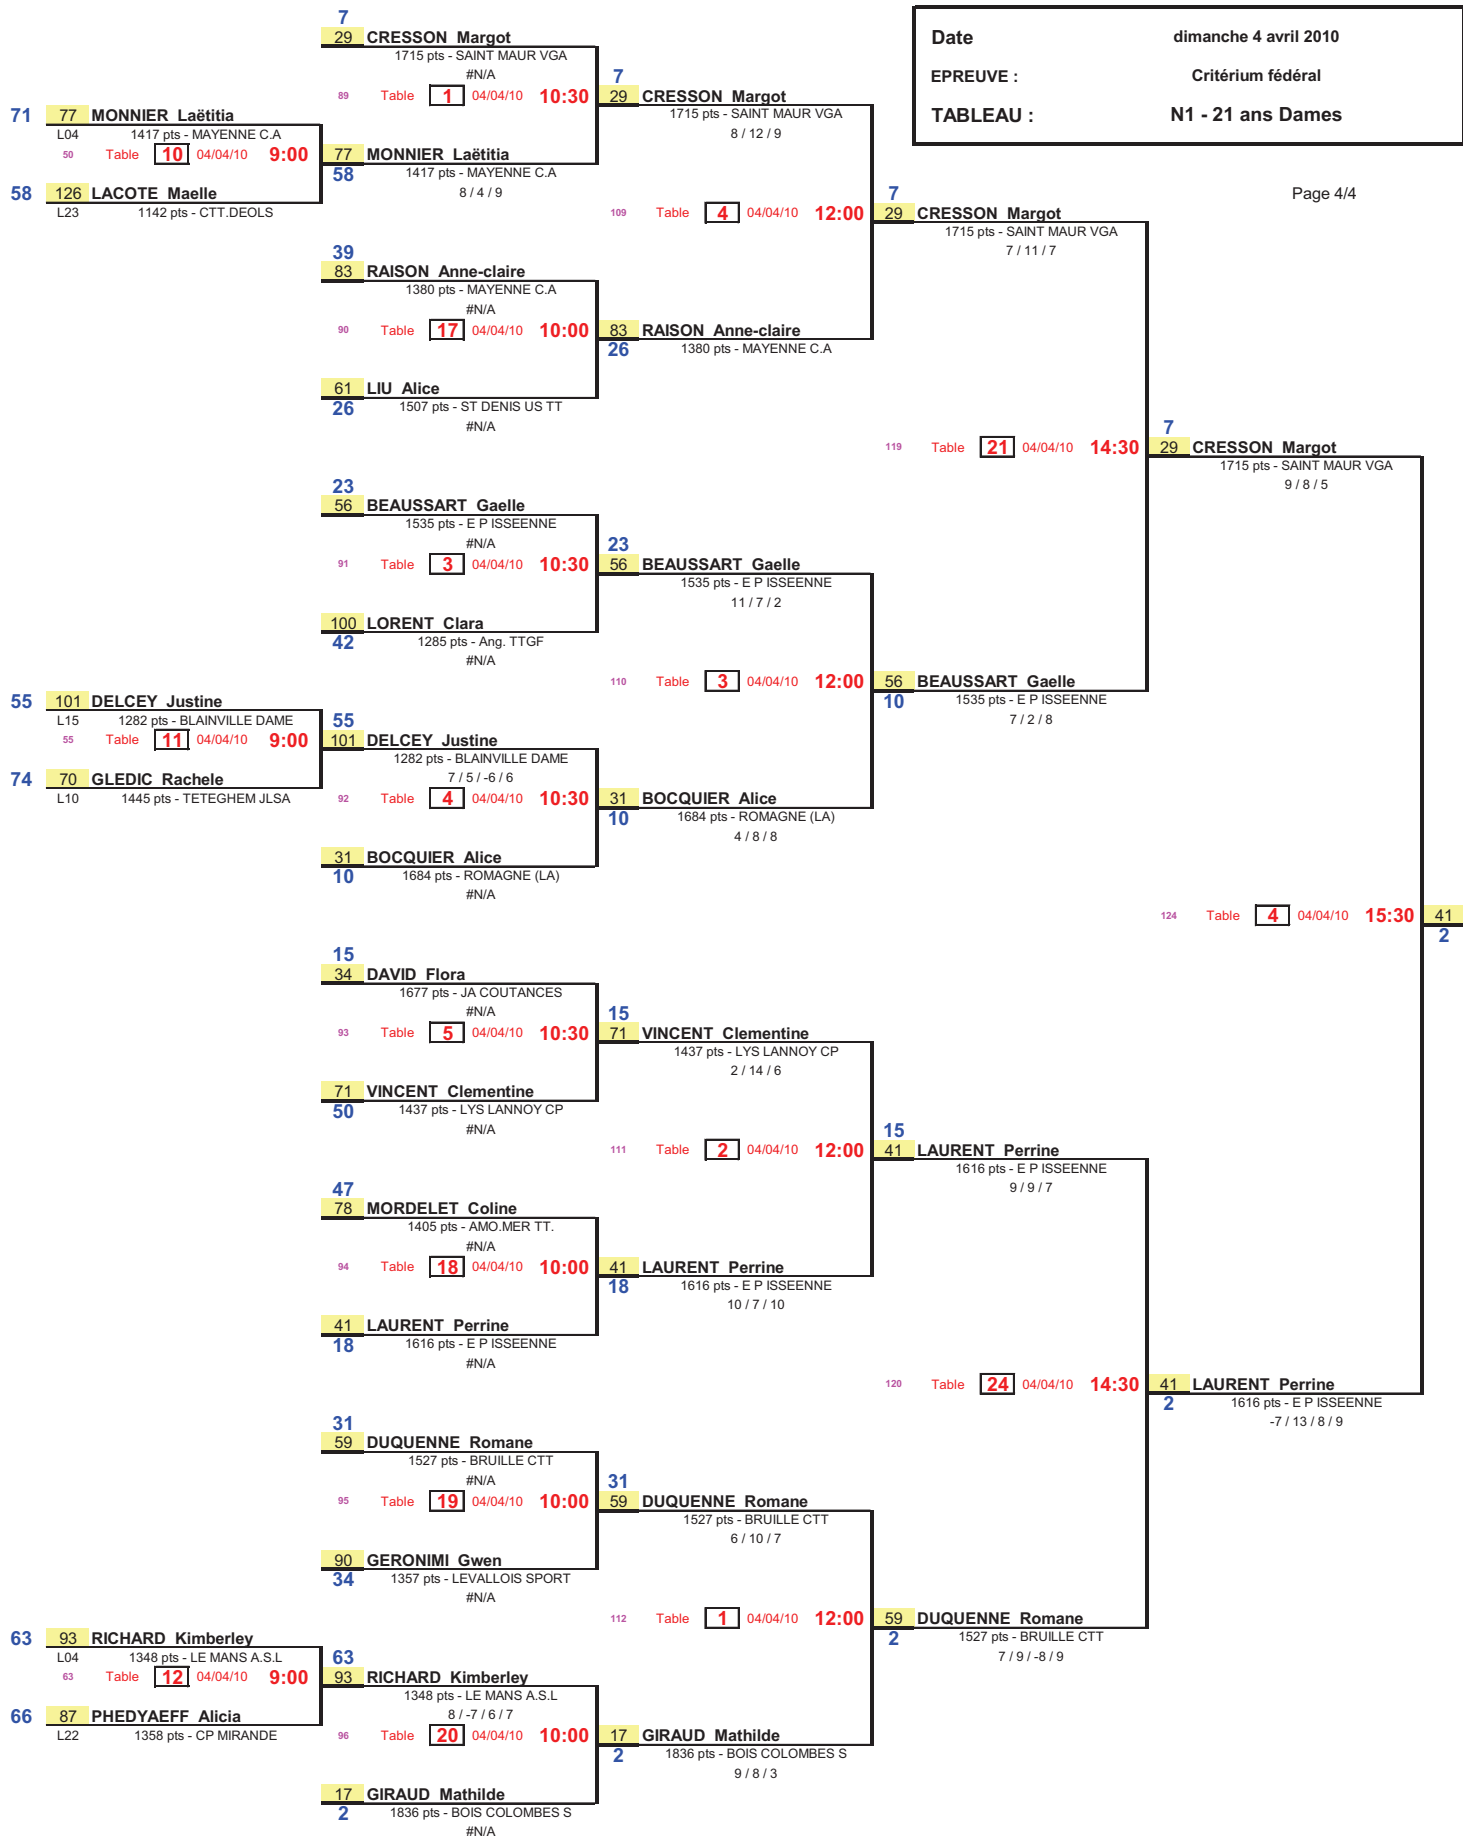 Date dimanche 4 avril 2010
EPREUVE : Critérium fédéral
TABLEAU : N1 - 21 ans Dames
Page 4/4
71 77 MONNIER Laëtitia
L04 1417 pts - MAYENNE C.A
50 Table 10 04/04/10 9:00
58 126 LACOTE Maelle
L23 1142 pts - CTT.DEOLS
55 101 DELCEY Justine
L15 1282 pts - BLAINVILLE DAME
55 Table 11 04/04/10 9:00
74 70 GLEDIC Rachele
L10 1445 pts - TETEGHEM JLSA
63 93 RICHARD Kimberley
L04 1348 pts - LE MANS A.S.L
63 Table 12 04/04/10 9:00
66 87 PHEDYAEFF Alicia
L22 1358 pts - CP MIRANDE
7
29 CRESSON Margot
1715 pts - SAINT MAUR VGA
#N/A
89 Table 1 04/04/10 10:30
77 MONNIER Laëtitia
58 1417 pts - MAYENNE C.A
8 / 4 / 9
39
83 RAISON Anne-claire
1380 pts - MAYENNE C.A
#N/A
90 Table 17 04/04/10 10:00
61 LIU Alice
26 1507 pts - ST DENIS US TT
#N/A
23
56 BEAUSSART Gaelle
1535 pts - E P ISSEENNE
#N/A
91 Table 3 04/04/10 10:30
100 LORENT Clara
42 1285 pts - Ang. TTGF
#N/A
55
101 DELCEY Justine
1282 pts - BLAINVILLE DAME
7 / 5 / -6 / 6
92 Table 4 04/04/10 10:30
31 BOCQUIER Alice
10 1684 pts - ROMAGNE (LA)
#N/A
15
34 DAVID Flora
1677 pts - JA COUTANCES
#N/A
93 Table 5 04/04/10 10:30
71 VINCENT Clementine
50 1437 pts - LYS LANNOY CP
#N/A
47
78 MORDELET Coline
1405 pts - AMO.MER TT.
#N/A
94 Table 18 04/04/10 10:00
41 LAURENT Perrine
18 1616 pts - E P ISSEENNE
#N/A
31
59 DUQUENNE Romane
1527 pts - BRUILLE CTT
#N/A
95 Table 19 04/04/10 10:00
90 GERONIMI Gwen
34 1357 pts - LEVALLOIS SPORT
#N/A
63
93 RICHARD Kimberley
1348 pts - LE MANS A.S.L
8 / -7 / 6 / 7
96 Table 20 04/04/10 10:00
17 GIRAUD Mathilde
2 1836 pts - BOIS COLOMBES S
#N/A
7
29 CRESSON Margot
1715 pts - SAINT MAUR VGA
8 / 12 / 9
109 Table 4 04/04/10 12:00
83 RAISON Anne-claire
26 1380 pts - MAYENNE C.A
23
56 BEAUSSART Gaelle
1535 pts - E P ISSEENNE
11 / 7 / 2
110 Table 3 04/04/10 12:00
31 BOCQUIER Alice
10 1684 pts - ROMAGNE (LA)
4 / 8 / 8
15
71 VINCENT Clementine
1437 pts - LYS LANNOY CP
2 / 14 / 6
111 Table 2 04/04/10 12:00
41 LAURENT Perrine
18 1616 pts - E P ISSEENNE
10 / 7 / 10
31
59 DUQUENNE Romane
1527 pts - BRUILLE CTT
6 / 10 / 7
112 Table 1 04/04/10 12:00
17 GIRAUD Mathilde
2 1836 pts - BOIS COLOMBES S
9 / 8 / 3
7
29 CRESSON Margot
1715 pts - SAINT MAUR VGA
7 / 11 / 7
119 Table 21 04/04/10 14:30
56 BEAUSSART Gaelle
10 1535 pts - E P ISSEENNE
7 / 2 / 8
15
41 LAURENT Perrine
1616 pts - E P ISSEENNE
9 / 9 / 7
120 Table 24 04/04/10 14:30
59 DUQUENNE Romane
2 1527 pts - BRUILLE CTT
7 / 9 / -8 / 9
7
29 CRESSON Margot
1715 pts - SAINT MAUR VGA
9 / 8 / 5
124 Table 4 04/04/10 15:30
41 LAURENT Perrine
2 1616 pts - E P ISSEENNE
-7 / 13 / 8 / 9
41
2